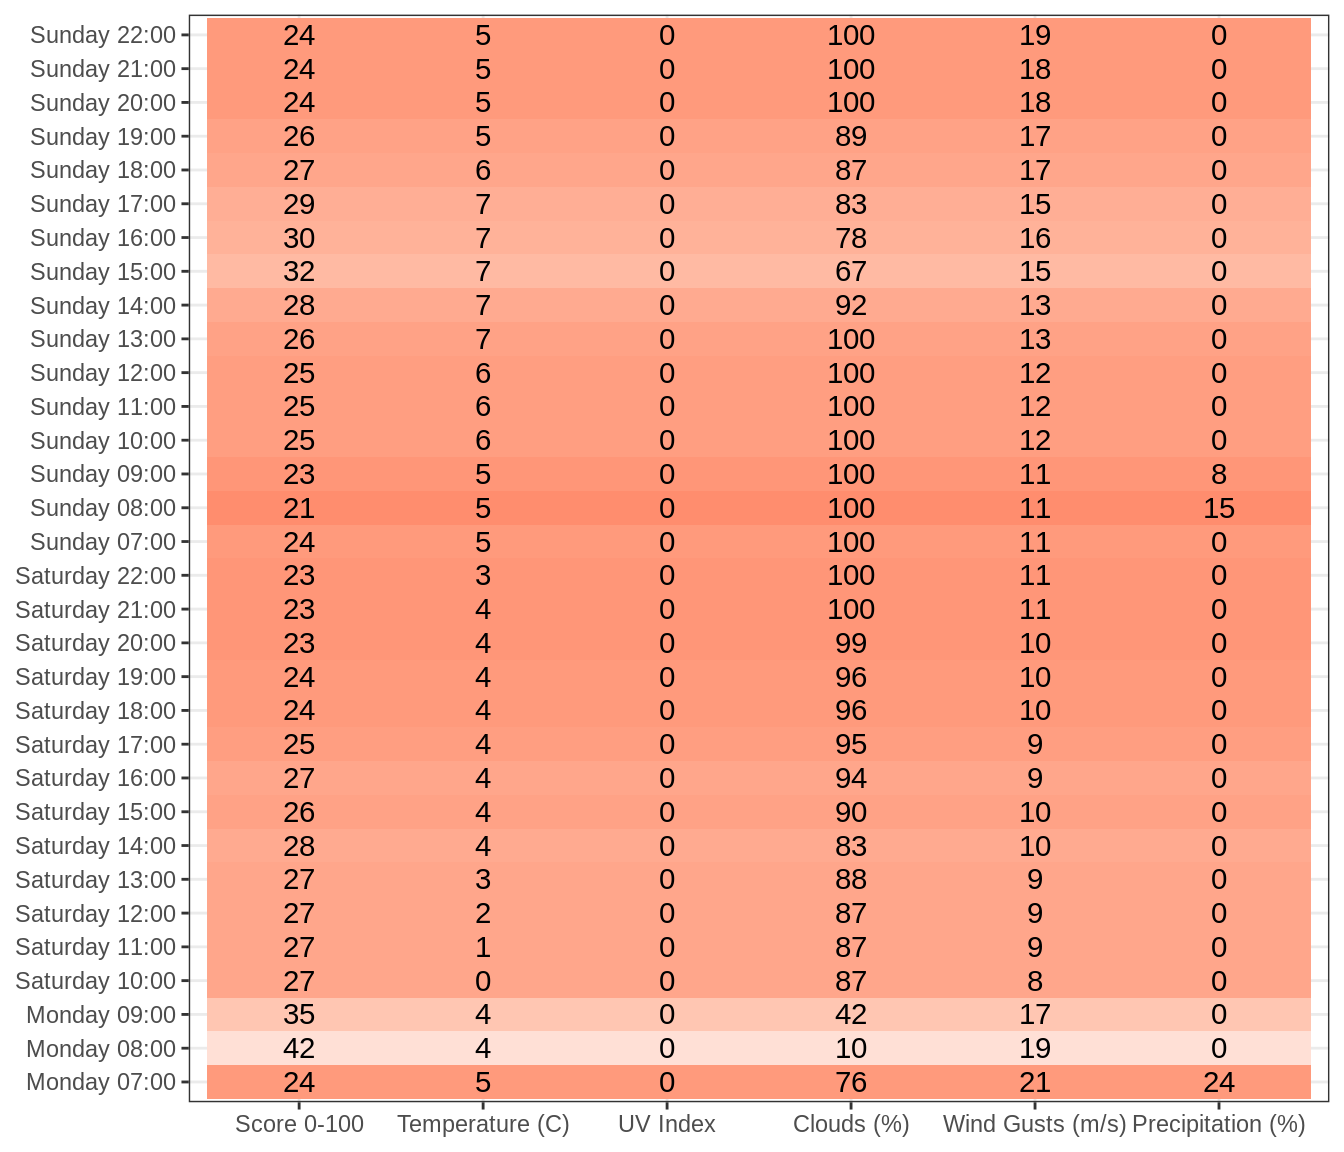 Sunday 22:00 24 5 0 100 19 0
Sunday 21:00 24 5 0 100 18 0
Sunday 20:00 24 5 0 100 18 0
Sunday 19:00 26 5 0 89 17 0
Sunday 18:00 27 6 0 87 17 0
Sunday 17:00 29 7 0 83 15 0
Sunday 16:00 30 7 0 78 16 0
Sunday 15:00 32 7 0 67 15 0
Sunday 14:00 28 7 0 92 13 0
Sunday 13:00 26 7 0 100 13 0
Sunday 12:00 25 6 0 100 12 0
Sunday 11:00 25 6 0 100 12 0
Sunday 10:00 25 6 0 100 12 0
Sunday 09:00 23 5 0 100 11 8
Sunday 08:00 21 5 0 100 11 15
Sunday 07:00 24 5 0 100 11 0
Saturday 22:00 23 3 0 100 11 0
Saturday 21:00 23 4 0 100 11 0
Saturday 20:00 23 4 0 99 10 0
Saturday 19:00 24 4 0 96 10 0
Saturday 18:00 24 4 0 96 10 0
Saturday 17:00 25 4 0 95 9 0
Saturday 16:00 27 4 0 94 9 0
Saturday 15:00 26 4 0 90 10 0
Saturday 14:00 28 4 0 83 10 0
Saturday 13:00 27 3 0 88 9 0
Saturday 12:00 27 2 0 87 9 0
Saturday 11:00 27 1 0 87 9 0
Saturday 10:00 27 0 0 87 8 0
Monday 09:00 35 4 0 42 17 0
Monday 08:00 42 4 0 10 19 0
Monday 07:00 24 5 0 76 21 24
Score 0-100 Temperature (C) UV Index Clouds (%) Wind Gusts (m/s) Precipitation (%)